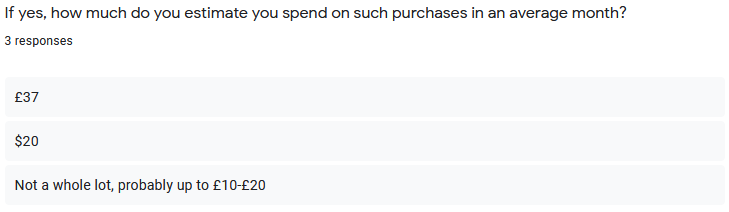 If yes, how much do you estimate you spend on such purchases in an average month?
3 responses
£37
$20
Not a whole lot, probably up to £10-£20